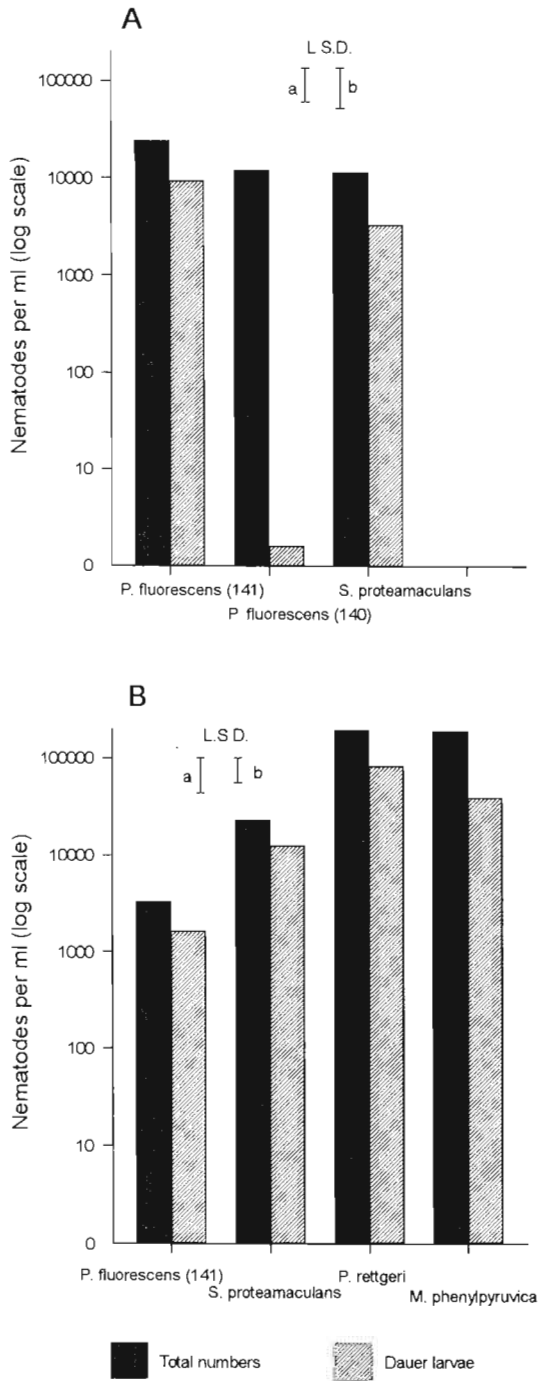 A
L S.D.
a
b
100000
10000
1000
100
10
0
Nematodes per ml (log scale)
P. fluorescens (141)
S. proteamaculans
P fluorescens (140)
B
L.S D.
a
b
100000
10000
1000
100
10
0
Nematodes per ml (log scale)
P. fluorescens (141)
P. rettgeri
S. proteamaculans
M. phenylpyruvica
Total numbers
Dauer larvae